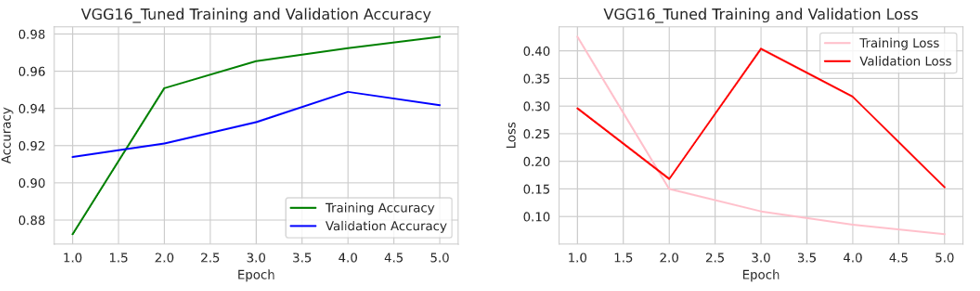 VGG16_Tuned Training and Validation Accuracy
0.98
0.96
0.94
0.92
0.90
0.88
Accuracy
Training Accuracy
Validation Accuracy
1.0 1.5 2.0 2.5 3.0 3.5 4.0 4.5 5.0
Epoch
VGG16_Tuned Training and Validation Loss
0.40
0.35
0.30
0.25
0.20
0.15
0.10
Loss
Training Loss
Validation Loss
1.0 1.5 2.0 2.5 3.0 3.5 4.0 4.5 5.0
Epoch